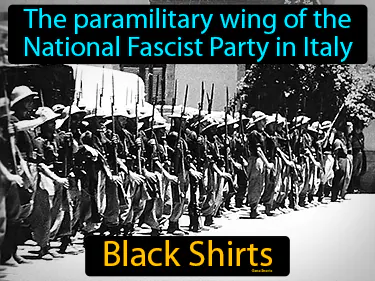 The paramilitary wing of the
National Fascist Party in Italy
Black Shirts